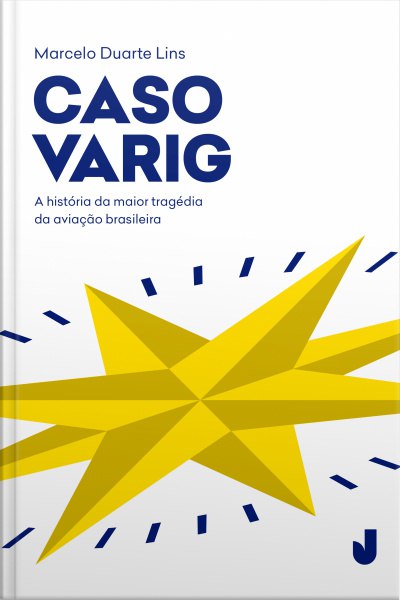 Marcelo Duarte Lins
CASO
VARIG
A história da maior tragédia
da aviação brasileira